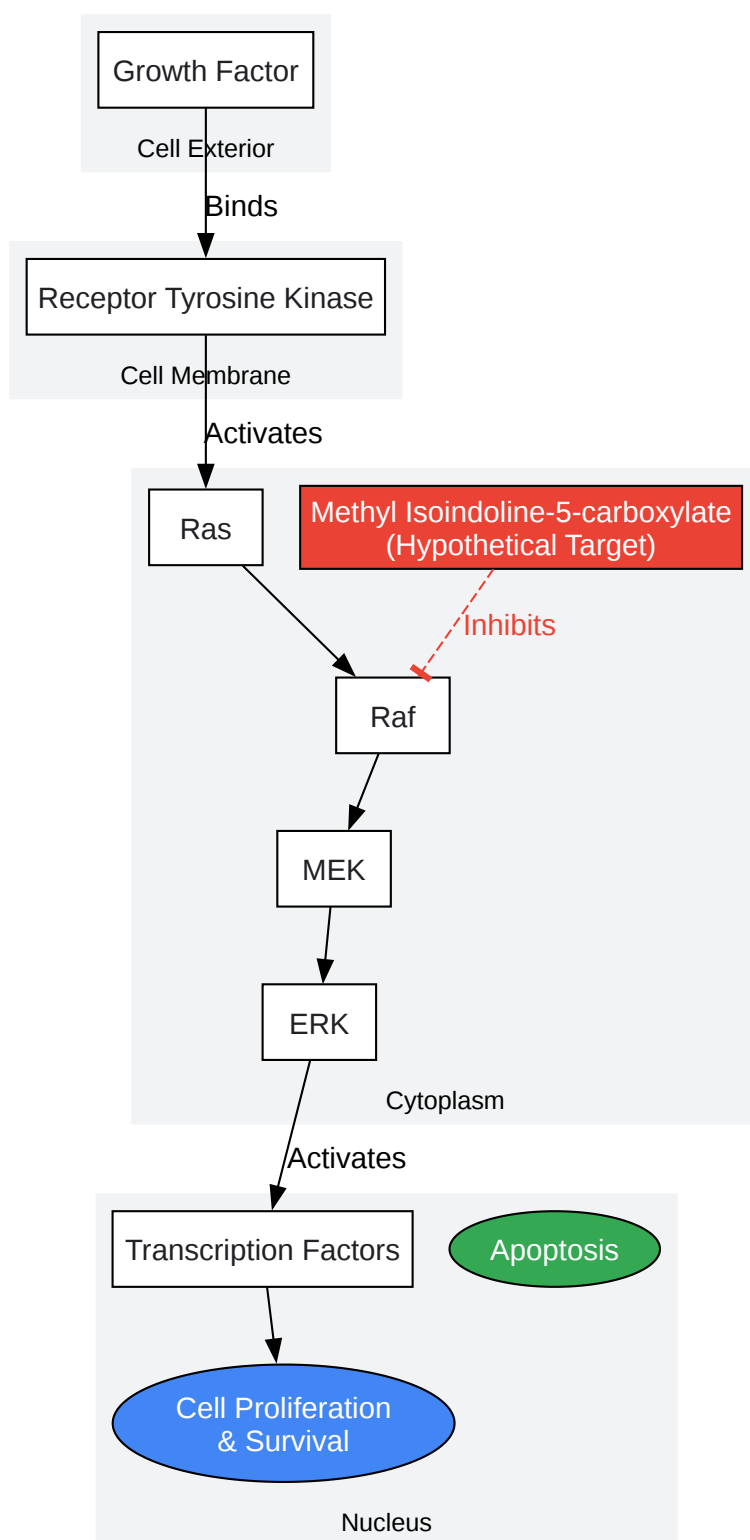 Growth Factor
Cell Exterior
Binds
Receptor Tyrosine Kinase
Cell Membrane
Activates
Ras
Methyl Isoindoline-5-carboxylate
(Hypothetical Target)
Inhibits
Raf
MEK
ERK
Cytoplasm
Activates
Transcription Factors
Apoptosis
Cell Proliferation
& Survival
Nucleus